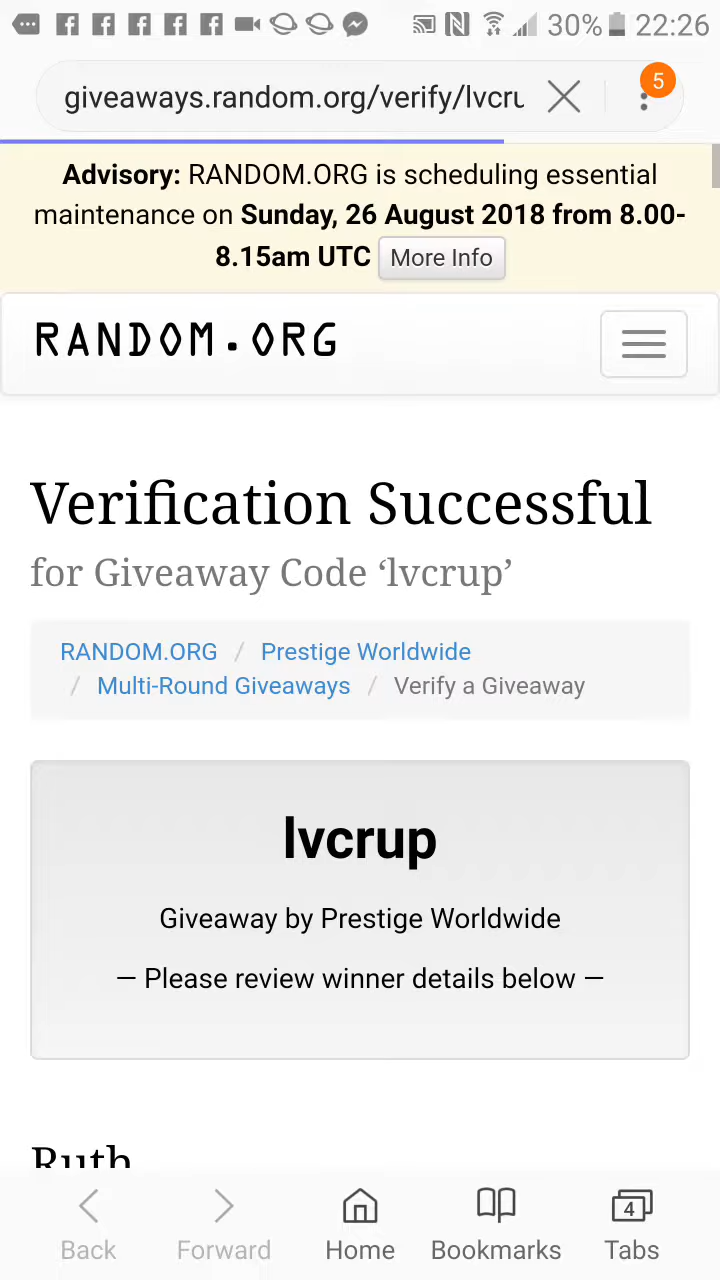 30% 22:26
giveaways.random.org/verify/lvcru
5
Advisory: RANDOM.ORG is scheduling essential
maintenance on Sunday, 26 August 2018 from 8.00-
8.15am UTC More Info
RANDOM.ORG
Verification Successful
for Giveaway Code ‘lvcrup’
RANDOM.ORG / Prestige Worldwide
/ Multi-Round Giveaways / Verify a Giveaway
lvcrup
Giveaway by Prestige Worldwide
— Please review winner details below —
Ruth
4
Back Forward Home Bookmarks Tabs